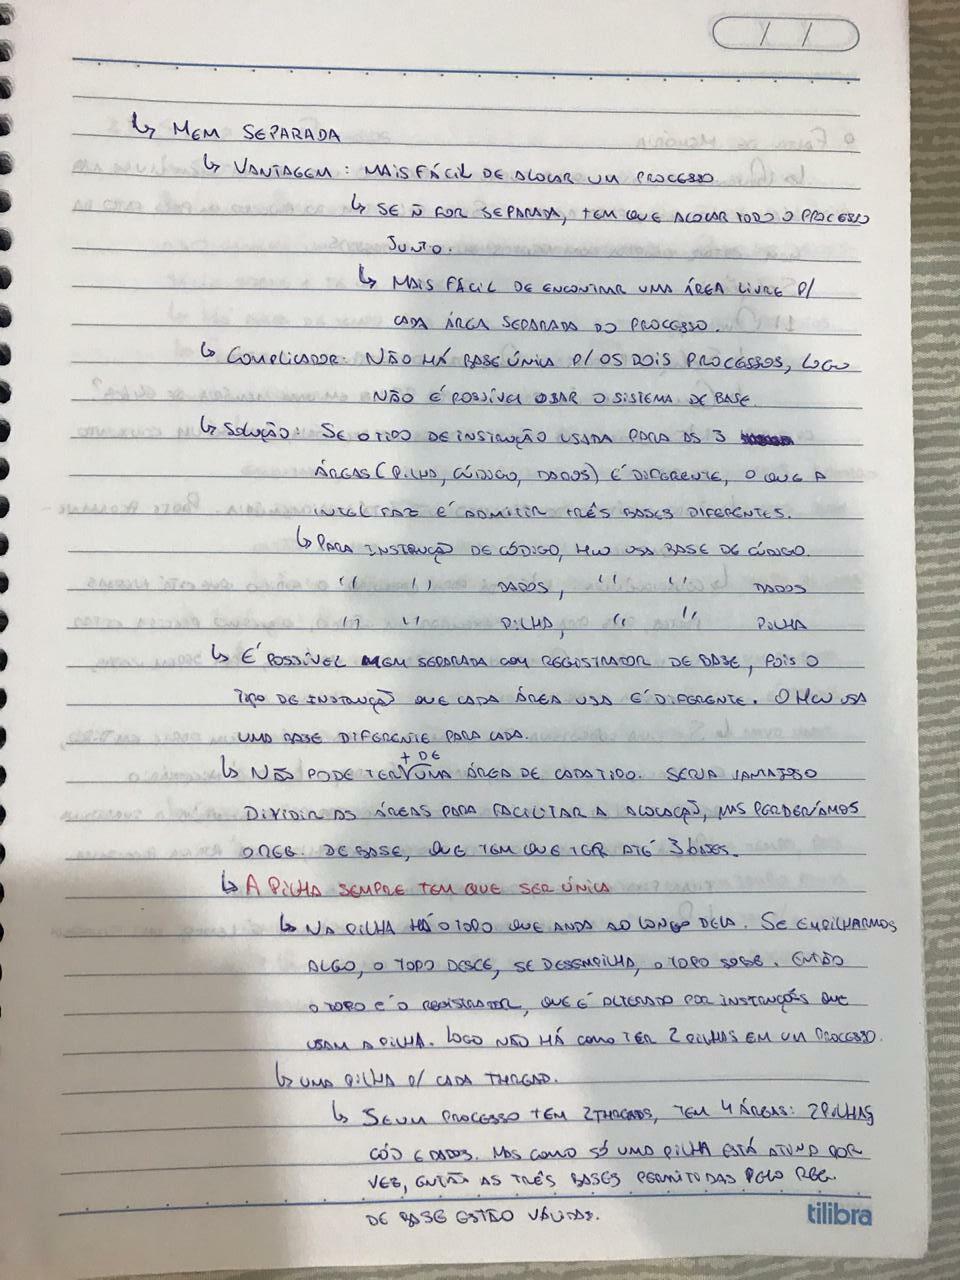 ↳ MEM SEPARADA
↳ VANTAGEM: MAIS FÁCIL DE ALOCAR UM PROCESSO
↳ SE Ñ FOR SEPARADA, TEM QUE ALOCAR TODO O PROCESSO
JUNTO.
↳ MAIS FÁCIL DE ENCONTRAR UMA ÁREA LIVRE P/
CADA ÁREA SEPARADA DO PROCESSO.
↳ COMPLICADOR: NÃO HÁ BASE ÚNICA P/ OS DOIS PROCESSOS, LOGO
NÃO É POSSÍVEL USAR O SISTEMA DE BASE.
↳ SOLUÇÃO: SE O TIPO DE INSTRUÇÃO USADA PARA AS 3
ÁREAS (PILHA, CÓDIGO, DADOS) É DIFERENTE, O QUE A
INTEL FAZ É ADMITIR TRÊS BASES DIFERENTES.
↳ PARA INSTRUÇÃO DE CÓDIGO, HW USA BASE DE CÓDIGO.
" " DADOS, " " DADOS
" " PILHA, " " PILHA
↳ É POSSÍVEL MEM SEPARADA COM REGISTRADOR DE BASE, POIS O
TIPO DE INSTRUÇÃO QUE CADA ÁREA USA É DIFERENTE. O HW USA
UMA BASE DIFERENTE PARA CADA.
↳ NÃO PODE TER + DE UMA ÁREA DE CADA TIPO. SERIA VANTAJOSO
DIVIDIR AS ÁREAS PARA FACILITAR A ALOCAÇÃO, MAS PERDERÍAMOS
O REG. DE BASE, QUE TEM QUE TER ATÉ 3 BASES.
↳ A PILHA SEMPRE TEM QUE SER ÚNICA
↳ NA PILHA HÁ O TOPO QUE ANDA AO LONGO DELA. SE EMPILHARMOS
ALGO, O TOPO DESCE, SE DESEMPILHA, O TOPO SOBE. ENTÃO
O TOPO É O REGISTRADOR, QUE É ALTERADO POR INSTRUÇÕES QUE
USAM A PILHA. LOGO NÃO HÁ COMO TER 2 PILHAS EM UM PROCESSO.
↳ UMA PILHA P/ CADA THREAD.
↳ SE UM PROCESSO TEM 2 THREADS, TEM 4 ÁREAS: 2 PILHAS,
CÓD E DADOS. MAS COMO SÓ UMA PILHA ESTÁ ATIVA POR
VEZ, ENTÃO AS TRÊS BASES PERMITIDAS PELO REG.
DE BASE ESTÃO VÁLIDAS.
tilibra